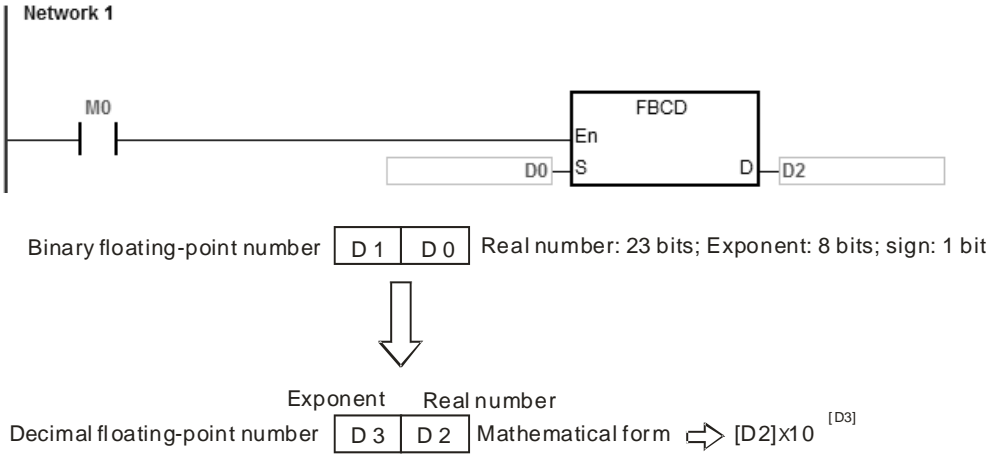 Network 1
M0
FBCD
En
D0 S D D2
Binary floating-point number D 1 D 0 Real number: 23 bits; Exponent: 8 bits; sign: 1 bit
Exponent Real number
Decimal floating-point number D 3 D 2 Mathematical form [D2]X10 [D3]